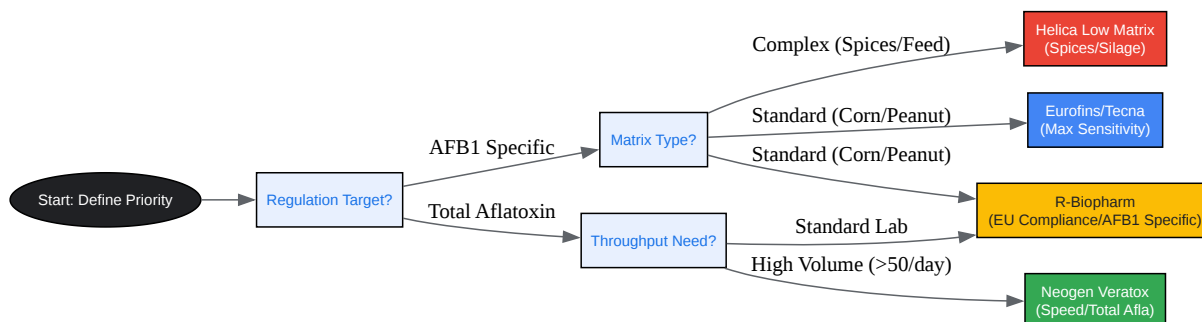 Start: Define Priority
Regulation Target?
AFB1 Specific
Total Aflatoxin
Matrix Type?
Throughput Need?
Complex (Spices/Feed)
Standard (Corn/Peanut)
Standard (Corn/Peanut)
Standard Lab
High Volume (>50/day)
Helica Low Matrix
(Spices/Silage)
Eurofins/Tecna
(Max Sensitivity)
R-Biopharm
(EU Compliance/AFB1 Specific)
Neogen Veratox
(Speed/Total Afla)